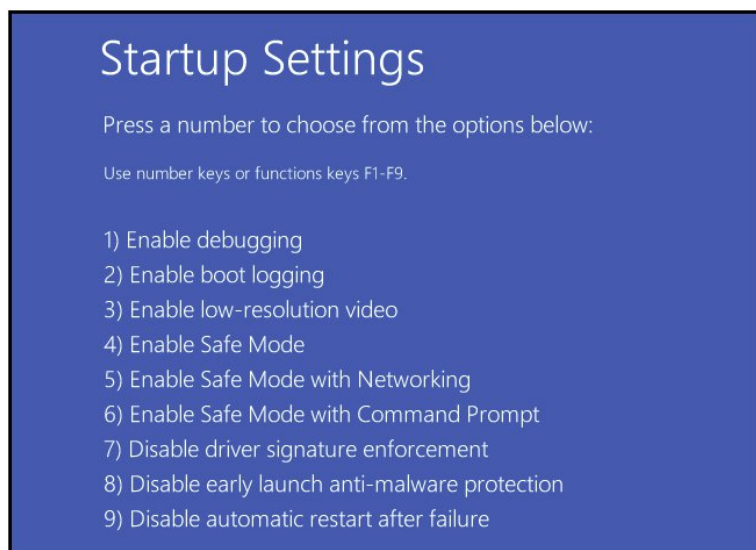 Startup Settings
Press a number to choose from the options below:
Use number keys or functions keys F1-F9.
1) Enable debugging
2) Enable boot logging
3) Enable low-resolution video
4) Enable Safe Mode
5) Enable Safe Mode with Networking
6) Enable Safe Mode with Command Prompt
7) Disable driver signature enforcement
8) Disable early launch anti-malware protection
9) Disable automatic restart after failure